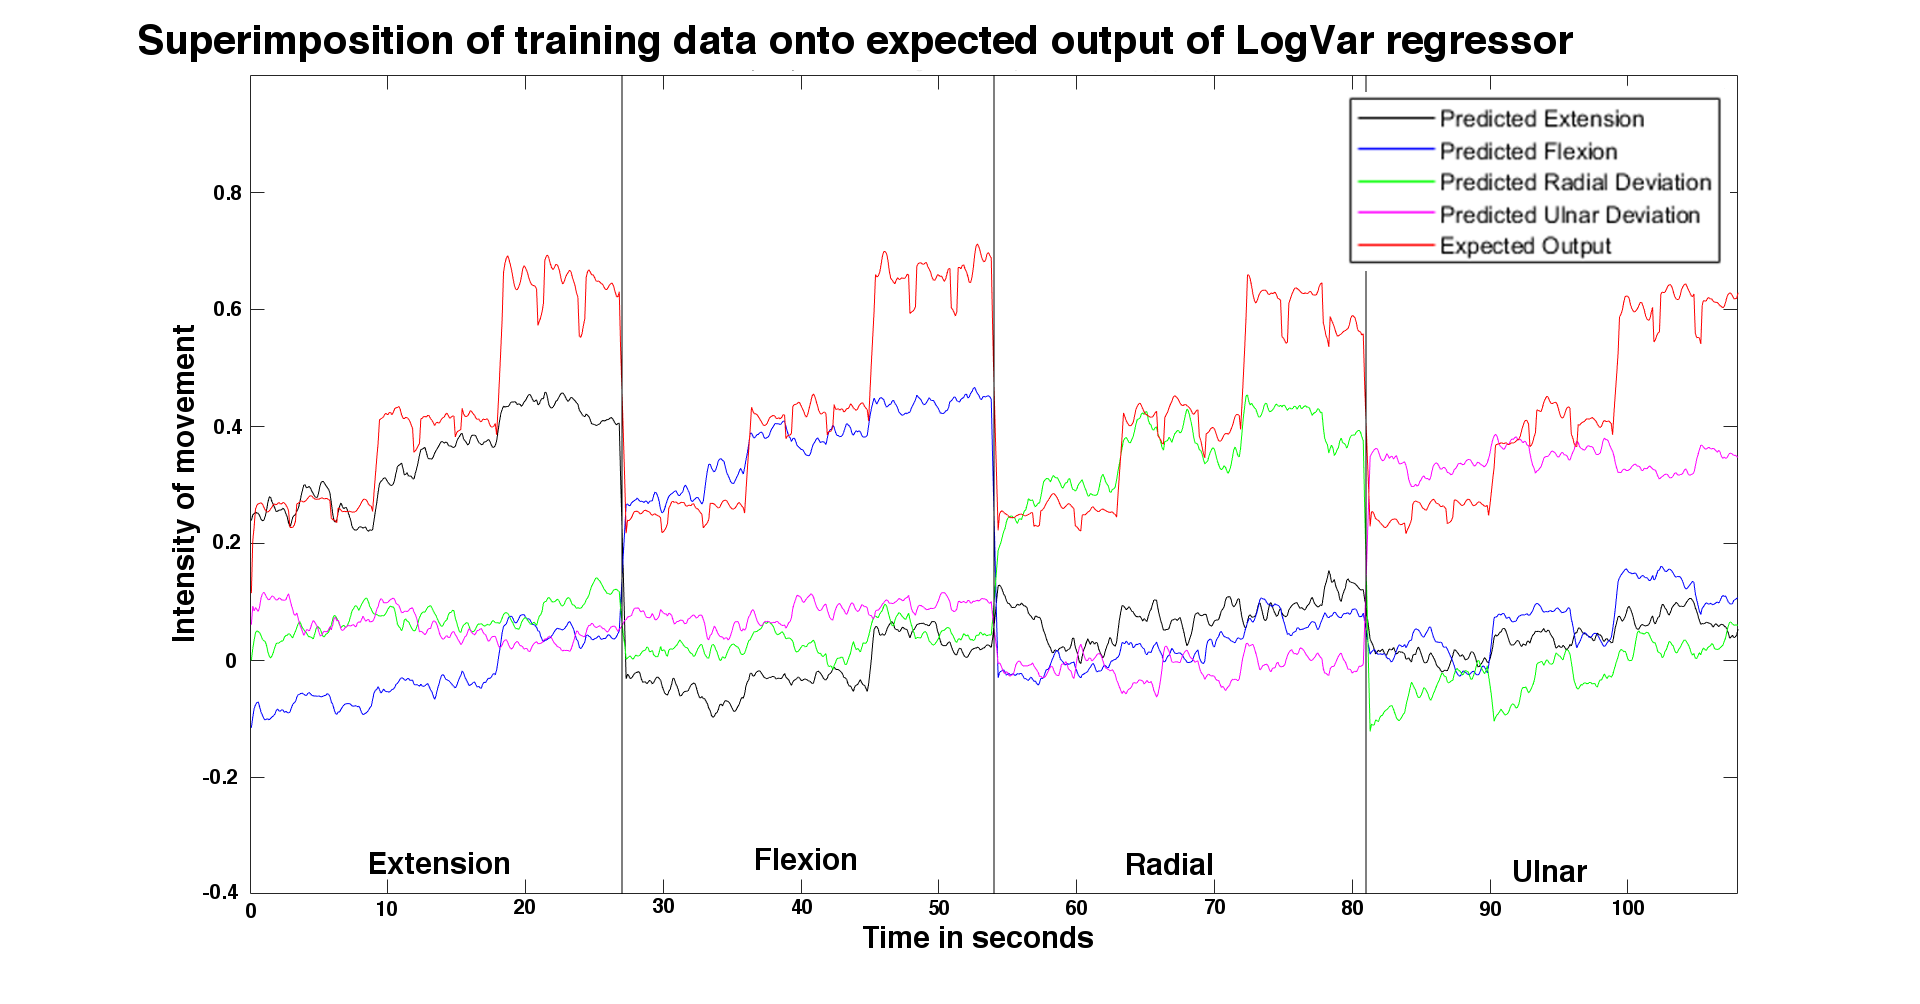 Superimposition of training data onto expected output of LogVar regressor
Predicted Extension
Predicted Flexion
Predicted Radial Deviation
Predicted Ulnar Deviation
Expected Output
Intensity of movement
0.8
0.6
0.4
0.2
0
-0.2
-0.4
Extension
Flexion
Radial
Ulnar
0 10 20 30 40 50 60 70 80 90 100
Time in seconds